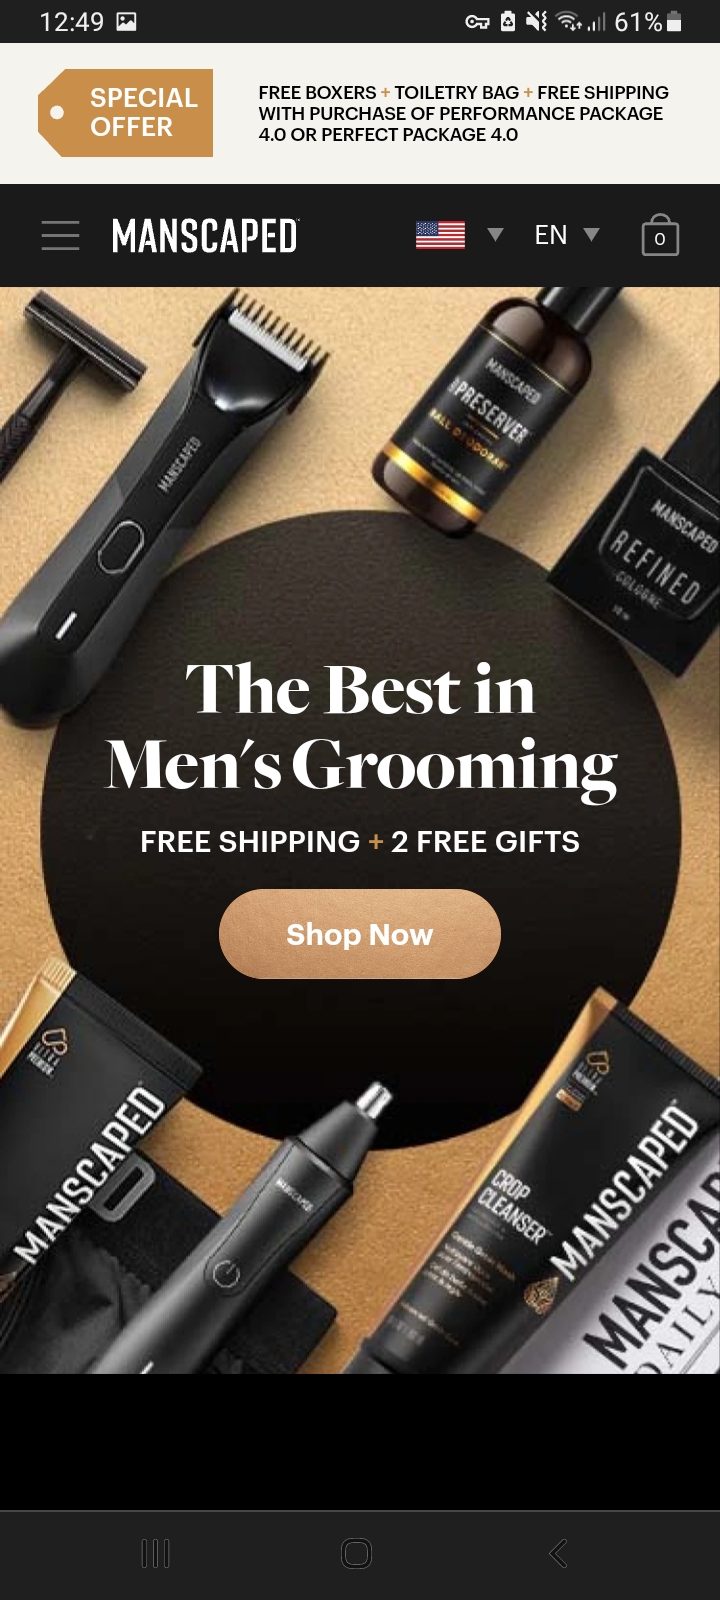 12:49
61%
SPECIAL
OFFER
FREE BOXERS + TOILETRY BAG + FREE SHIPPING
WITH PURCHASE OF PERFORMANCE PACKAGE
4.0 OR PERFECT PACKAGE 4.0
MANSCAPED
EN
0
MANSCAPED
MANSCAPED
PRESERVER
BALL DEODORANT
MANSCAPED
REFINED
COLOGNE
The Best in
Men's Grooming
FREE SHIPPING + 2 FREE GIFTS
Shop Now
MANSCAPED
MANSCAPED
CROP
CLEANSER
MANSCAPED
DAILY